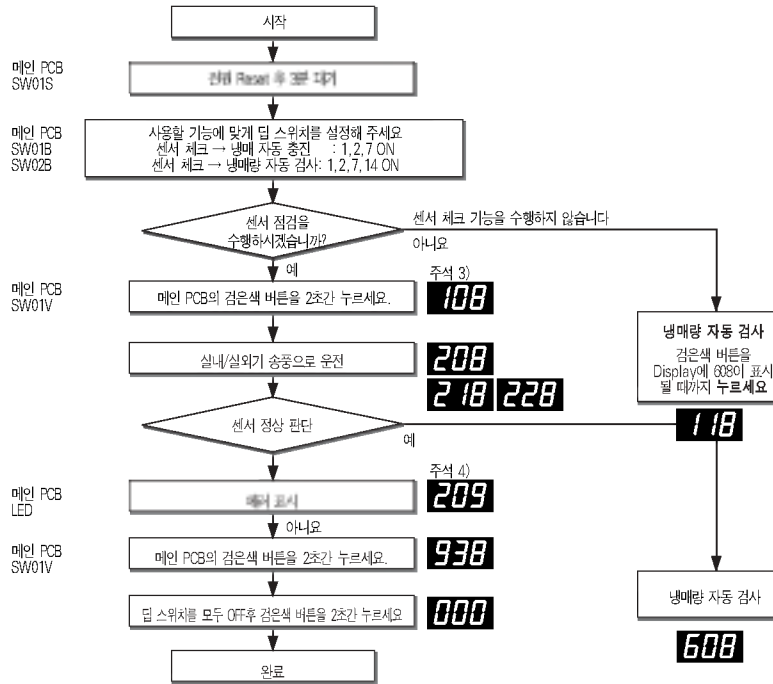 시작
메인 PCB
SW01S
전원 Reset 후 3분 대기
메인 PCB
SW01B
SW02B
사용할 기능에 맞게 딥 스위치를 설정해 주세요
센서 체크 → 냉매 자동 충진 : 1,2,7 ON
센서 체크 → 냉매량 자동 검사: 1,2,7,14 ON
센서 점검을
수행하시겠습니까?
센서 체크 기능을 수행하지 않습니다
아니요
예
주석 3)
메인 PCB
SW01V
메인 PCB의 검은색 버튼을 2초간 누르세요.
108
냉매량 자동 검사
검은색 버튼을
Display에 608이 표시
될 때까지 누르세요
실내/실외기 송풍으로 운전
208
218 228
센서 정상 판단
예
118
주석 4)
메인 PCB
LED
에러 표시
209
아니요
메인 PCB
SW01V
메인 PCB의 검은색 버튼을 2초간 누르세요.
938
딥 스위치를 모두 OFF후 검은색 버튼을 2초간 누르세요
000
냉매량 자동 검사
608
완료